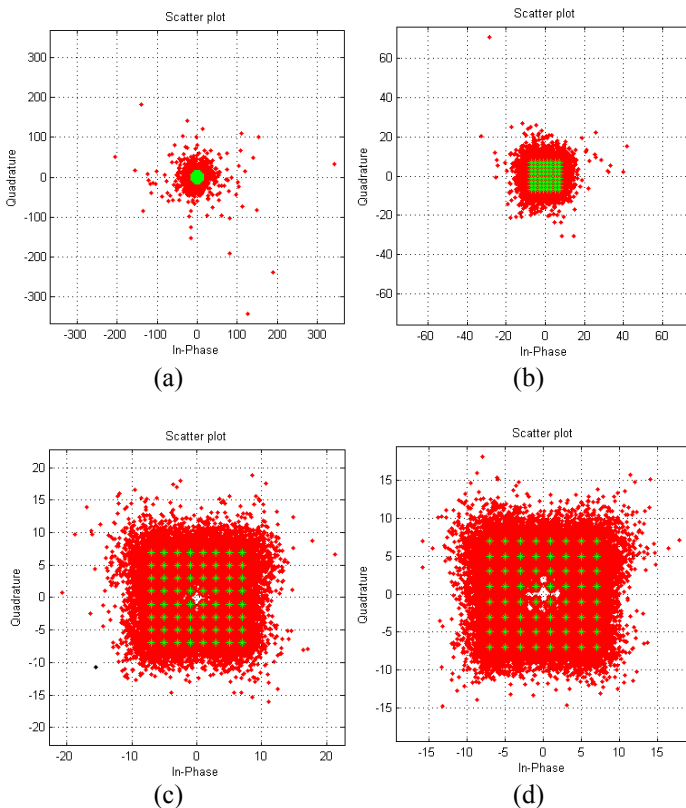 Scatter plot
300
200
100
0
-100
-200
-300
Quadrature
-300 -200 -100 0 100 200 300
In-Phase
(a)
Scatter plot
60
40
20
0
-20
-40
-60
Quadrature
-60 -40 -20 0 20 40 60
In-Phase
(b)
Scatter plot
20
15
10
5
0
-5
-10
-15
-20
Quadrature
-20 -10 0 10 20
In-Phase
(c)
Scatter plot
15
10
5
0
-5
-10
-15
Quadrature
-15 -10 -5 0 5 10 15
In-Phase
(d)